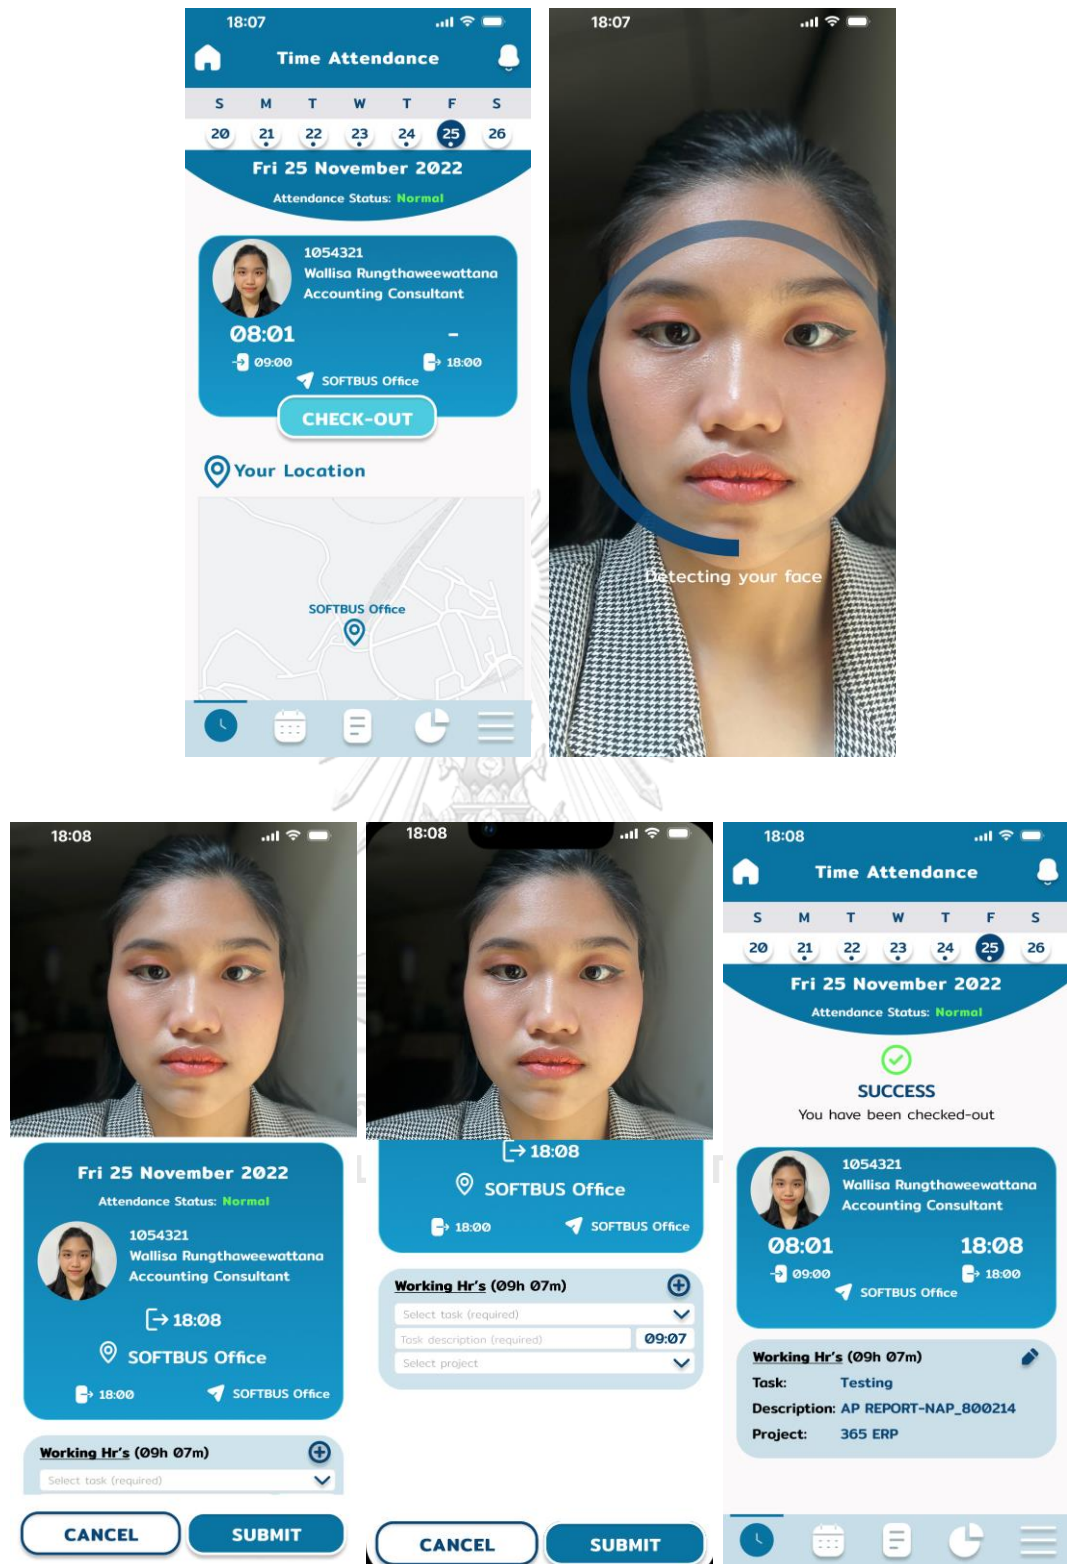 18:07
Time Attendance
S M T W T F S
20 21 22 23 24 25 26
Fri 25 November 2022
Attendance Status: Normal
1054321
Wallisa Rungthaweewattana
Accounting Consultant
08:01 -
09:00 18:00
SOFTBUS Office
CHECK-OUT
Your Location
SOFTBUS Office
18:07
Detecting your face
18:08
Fri 25 November 2022
Attendance Status: Normal
1054321
Wallisa Rungthaweewattana
Accounting Consultant
18:08
SOFTBUS Office
18:00 SOFTBUS Office
Working Hr's (09h 07m)
Select task (required)
CANCEL SUBMIT
18:08
18:08
SOFTBUS Office
18:00 SOFTBUS Office
Working Hr's (09h 07m)
Select task (required)
Task description (required) 09:07
Select project
CANCEL SUBMIT
18:08
Time Attendance
S M T W T F S
20 21 22 23 24 25 26
Fri 25 November 2022
Attendance Status: Normal
SUCCESS
You have been checked-out
1054321
Wallisa Rungthaweewattana
Accounting Consultant
08:01 18:08
09:00 18:00
SOFTBUS Office
Working Hr's (09h 07m)
Task: Testing
Description: AP REPORT-NAP_800214
Project: 365 ERP